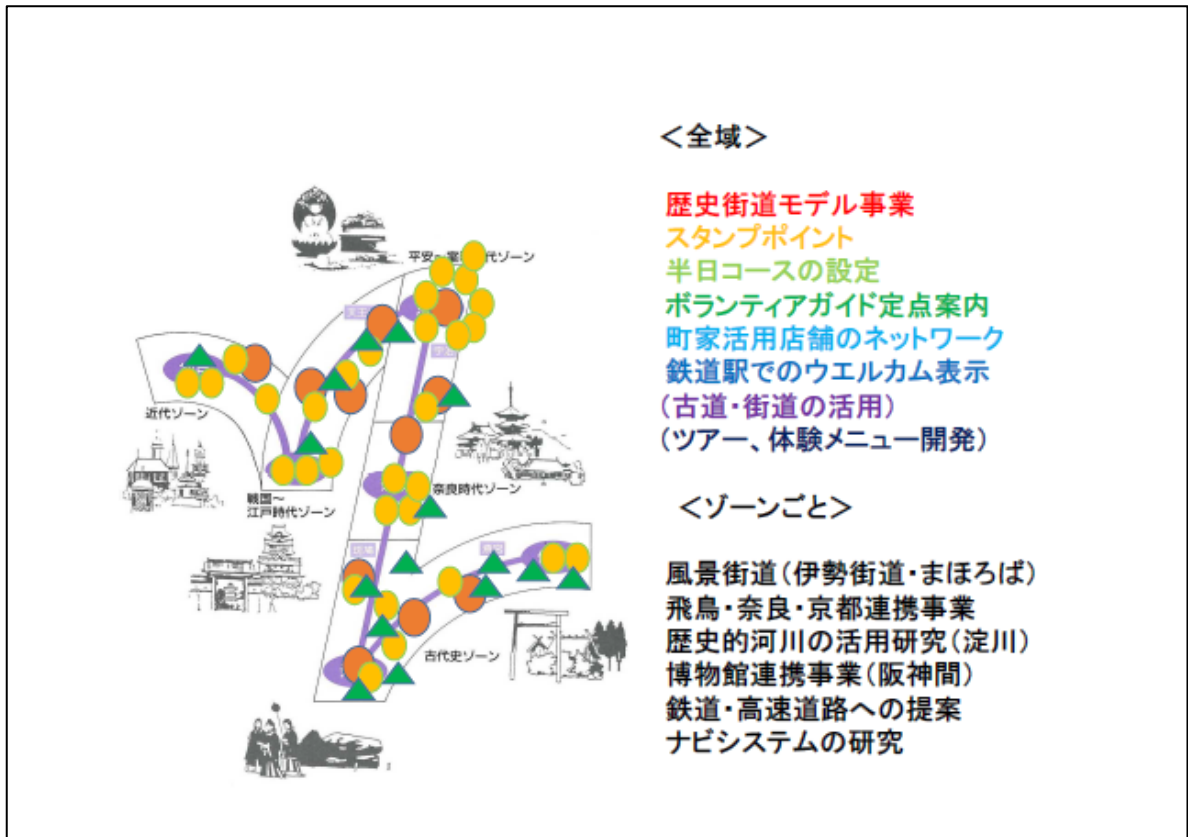 <全域>
歴史街道モデル事業
スタンプポイント
半日コースの設定
ボランティアガイド定点案内
町家活用店舗のネットワーク
鉄道駅でのウエルカム表示
(古道・街道の活用)
(ツアー、体験メニュー開発)
<ゾーンごと>
風景街道(伊勢街道・まほろば)
飛鳥・奈良・京都連携事業
歴史的河川の活用研究(淀川)
博物館連携事業(阪神間)
鉄道・高速道路への提案
ナビシステムの研究
平安~室 代ゾーン
近代ゾーン
戦国~
江戸時代ゾーン
奈良時代ゾーン
古代史ゾーン